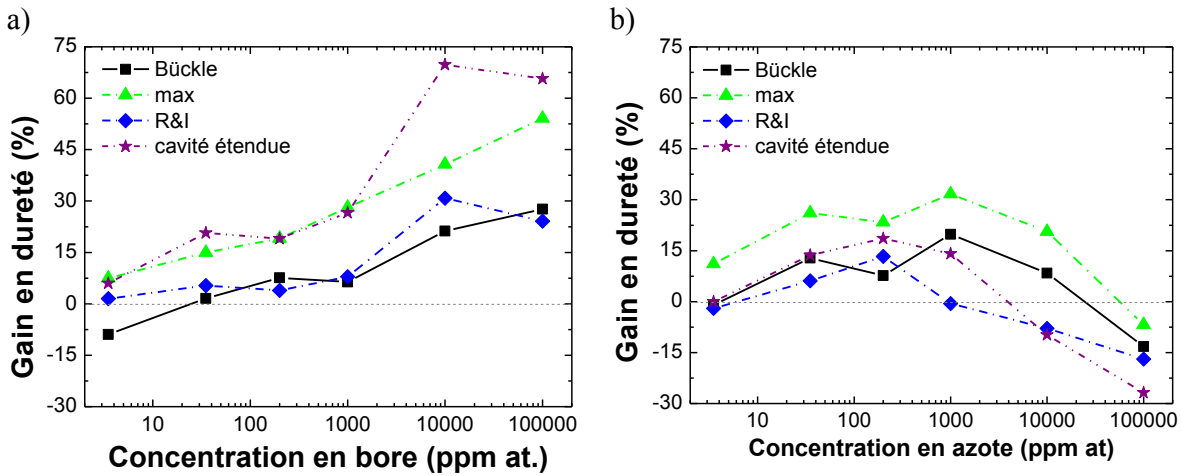 a)
Gain en dureté (%)
75
60
45
30
15
0
-15
-30
Bückle
max
R&I
cavité étendue
10
100
1000
10000
100000
Concentration en bore (ppm at.)
b)
Gain en dureté (%)
75
60
45
30
15
0
-15
-30
Bückle
max
R&I
cavité étendue
10
100
1000
10000
100000
Concentration en azote (ppm at)